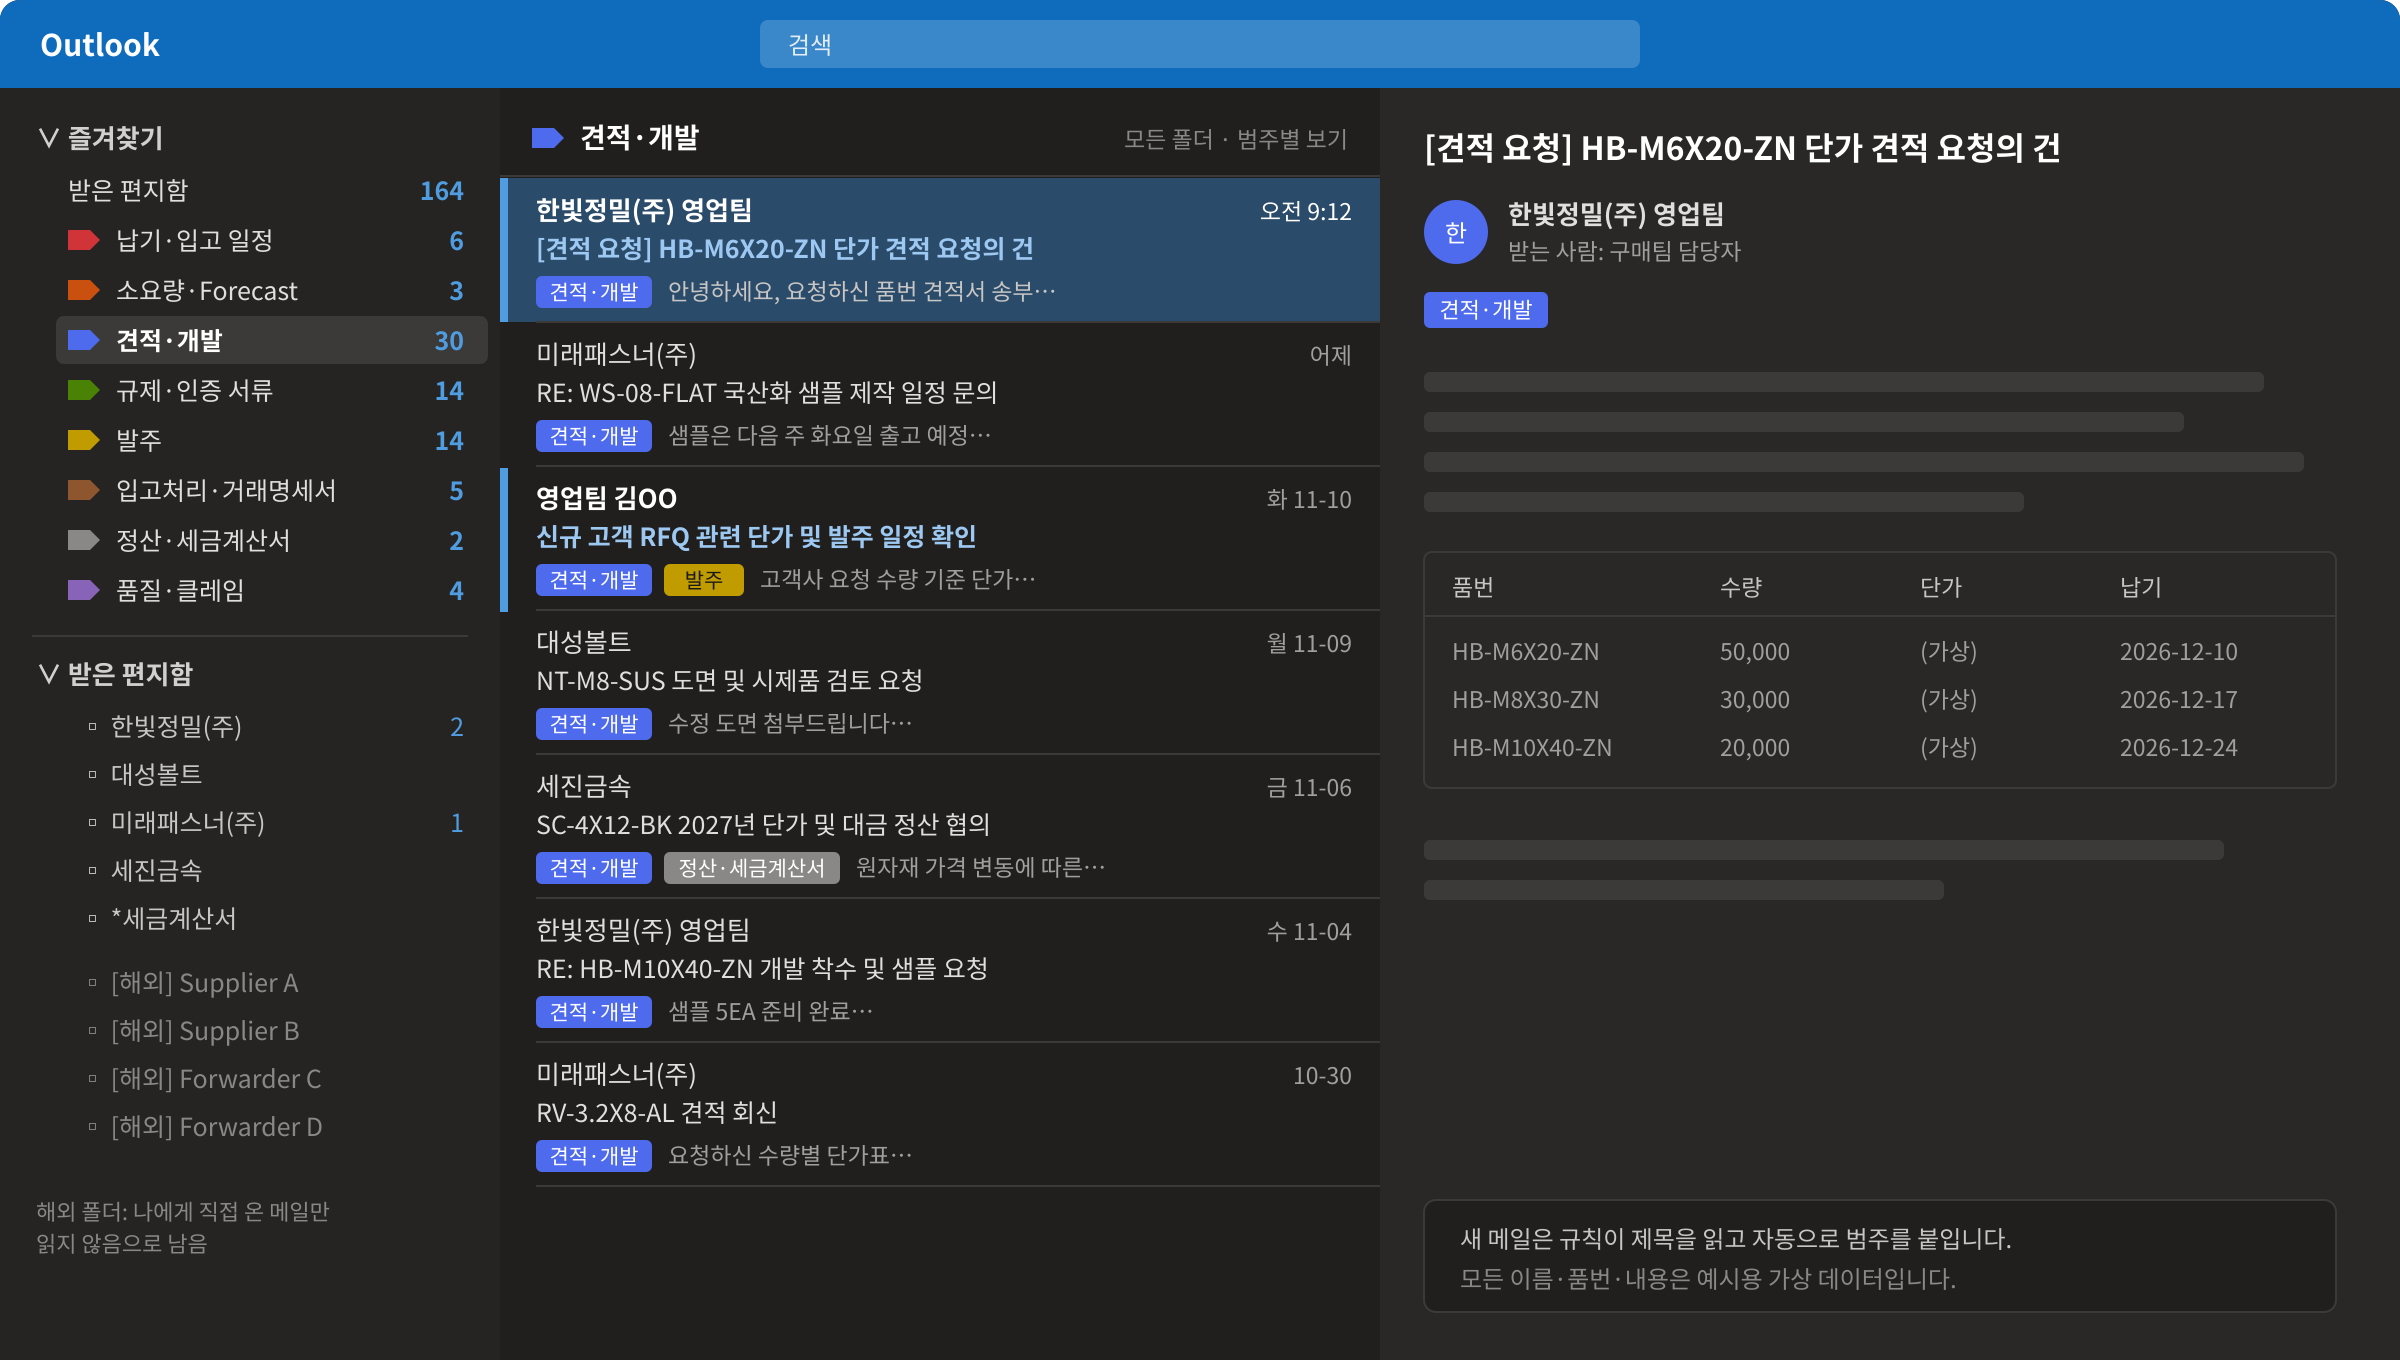 Outlook
검색
즐겨찾기
받은 편지함 164
납기·입고 일정 6
소요량·Forecast 3
견적·개발 30
규제·인증 서류 14
발주 14
입고처리·거래명세서 5
정산·세금계산서 2
품질·클레임 4
받은 편지함
한빛정밀(주) 2
대성볼트
미래패스너(주) 1
세진금속
*세금계산서
[해외] Supplier A
[해외] Supplier B
[해외] Forwarder C
[해외] Forwarder D
해외 폴더: 나에게 직접 온 메일만
읽지 않음으로 남음
견적·개발 모든 폴더 · 범주별 보기
한빛정밀(주) 영업팀 오전 9:12
[견적 요청] HB-M6X20-ZN 단가 견적 요청의 건
견적·개발 안녕하세요, 요청하신 품번 견적서 송부…
미래패스너(주) 어제
RE: WS-08-FLAT 국산화 샘플 제작 일정 문의
견적·개발 샘플은 다음 주 화요일 출고 예정…
영업팀 김OO 화 11-10
신규 고객 RFQ 관련 단가 및 발주 일정 확인
견적·개발 발주 고객사 요청 수량 기준 단가…
대성볼트 월 11-09
NT-M8-SUS 도면 및 시제품 검토 요청
견적·개발 수정 도면 첨부드립니다…
세진금속 금 11-06
SC-4X12-BK 2027년 단가 및 대금 정산 협의
견적·개발 정산·세금계산서 원자재 가격 변동에 따른…
한빛정밀(주) 영업팀 수 11-04
RE: HB-M10X40-ZN 개발 착수 및 샘플 요청
견적·개발 샘플 5EA 준비 완료…
미래패스너(주) 10-30
RV-3.2X8-AL 견적 회신
견적·개발 요청하신 수량별 단가표…
[견적 요청] HB-M6X20-ZN 단가 견적 요청의 건
한 한빛정밀(주) 영업팀
받는 사람: 구매팀 담당자
견적·개발
품번 수량 단가 납기
HB-M6X20-ZN 50,000 (가상) 2026-12-10
HB-M8X30-ZN 30,000 (가상) 2026-12-17
HB-M10X40-ZN 20,000 (가상) 2026-12-24
새 메일은 규칙이 제목을 읽고 자동으로 범주를 붙입니다.
모든 이름·품번·내용은 예시용 가상 데이터입니다.